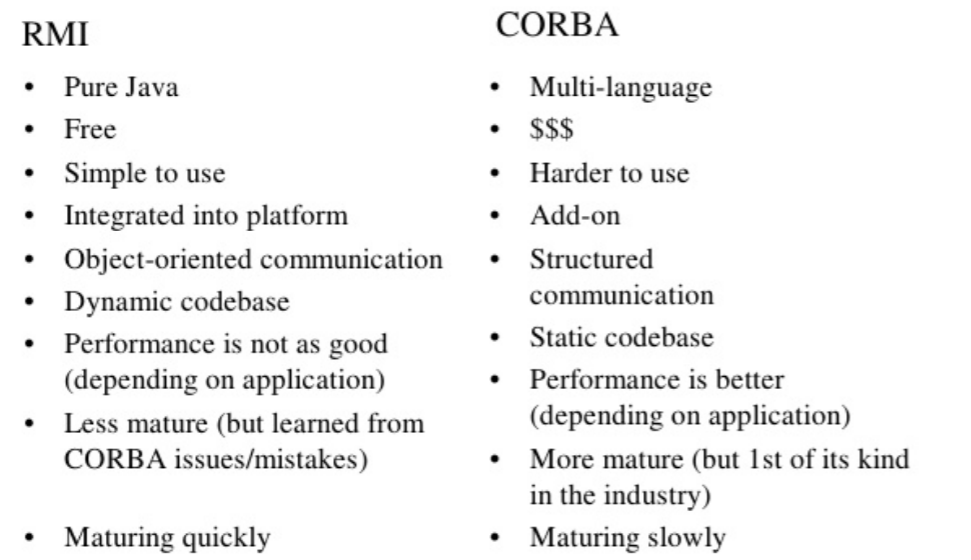 RMI
• Pure Java
• Free
• Simple to use
• Integrated into platform
• Object-oriented communication
• Dynamic codebase
• Performance is not as good
(depending on application)
• Less mature (but learned from
CORBA issues/mistakes)
• Maturing quickly
CORBA
• Multi-language
• $$$
• Harder to use
• Add-on
• Structured
communication
• Static codebase
• Performance is better
(depending on application)
• More mature (but 1st of its kind
in the industry)
• Maturing slowly